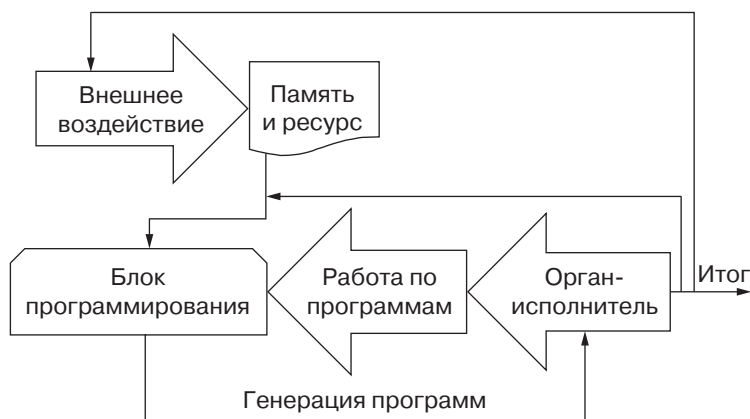 Внешнее
воздействие
Память
и ресурс
Блок
программирования
Работа по
программам
Орган-
исполнитель
Итог
Генерация программ